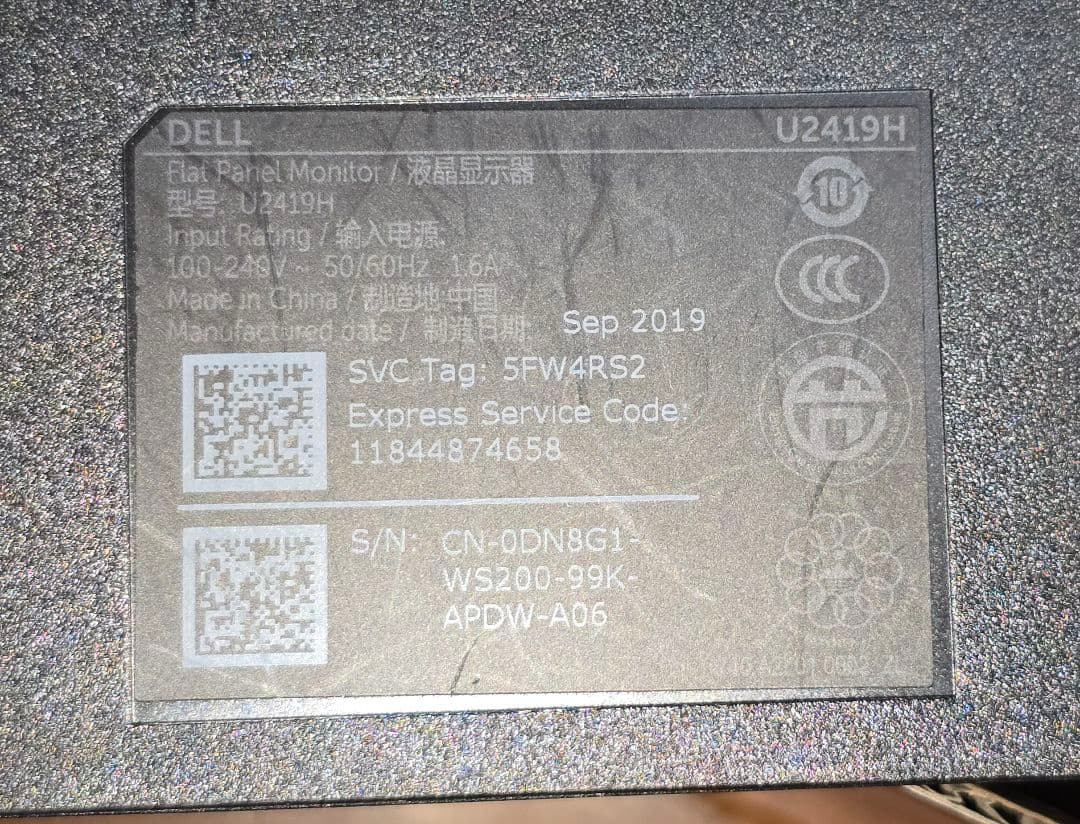 DELL U2419H
Flat Panel Monitor / 液晶显示器
型号: U2419H
Input Rating / 输入电源:
100-240V ~ 50/60Hz 1.6A
Made in China / 制造地:中国
Manufactured Date / 制造日期: Sep 2019
10
SVC Tag: 5FW4RS2
Express Service Code:
11844874658
S/N: CN-0DN8G1-
WS200-99K-
APDW-A06